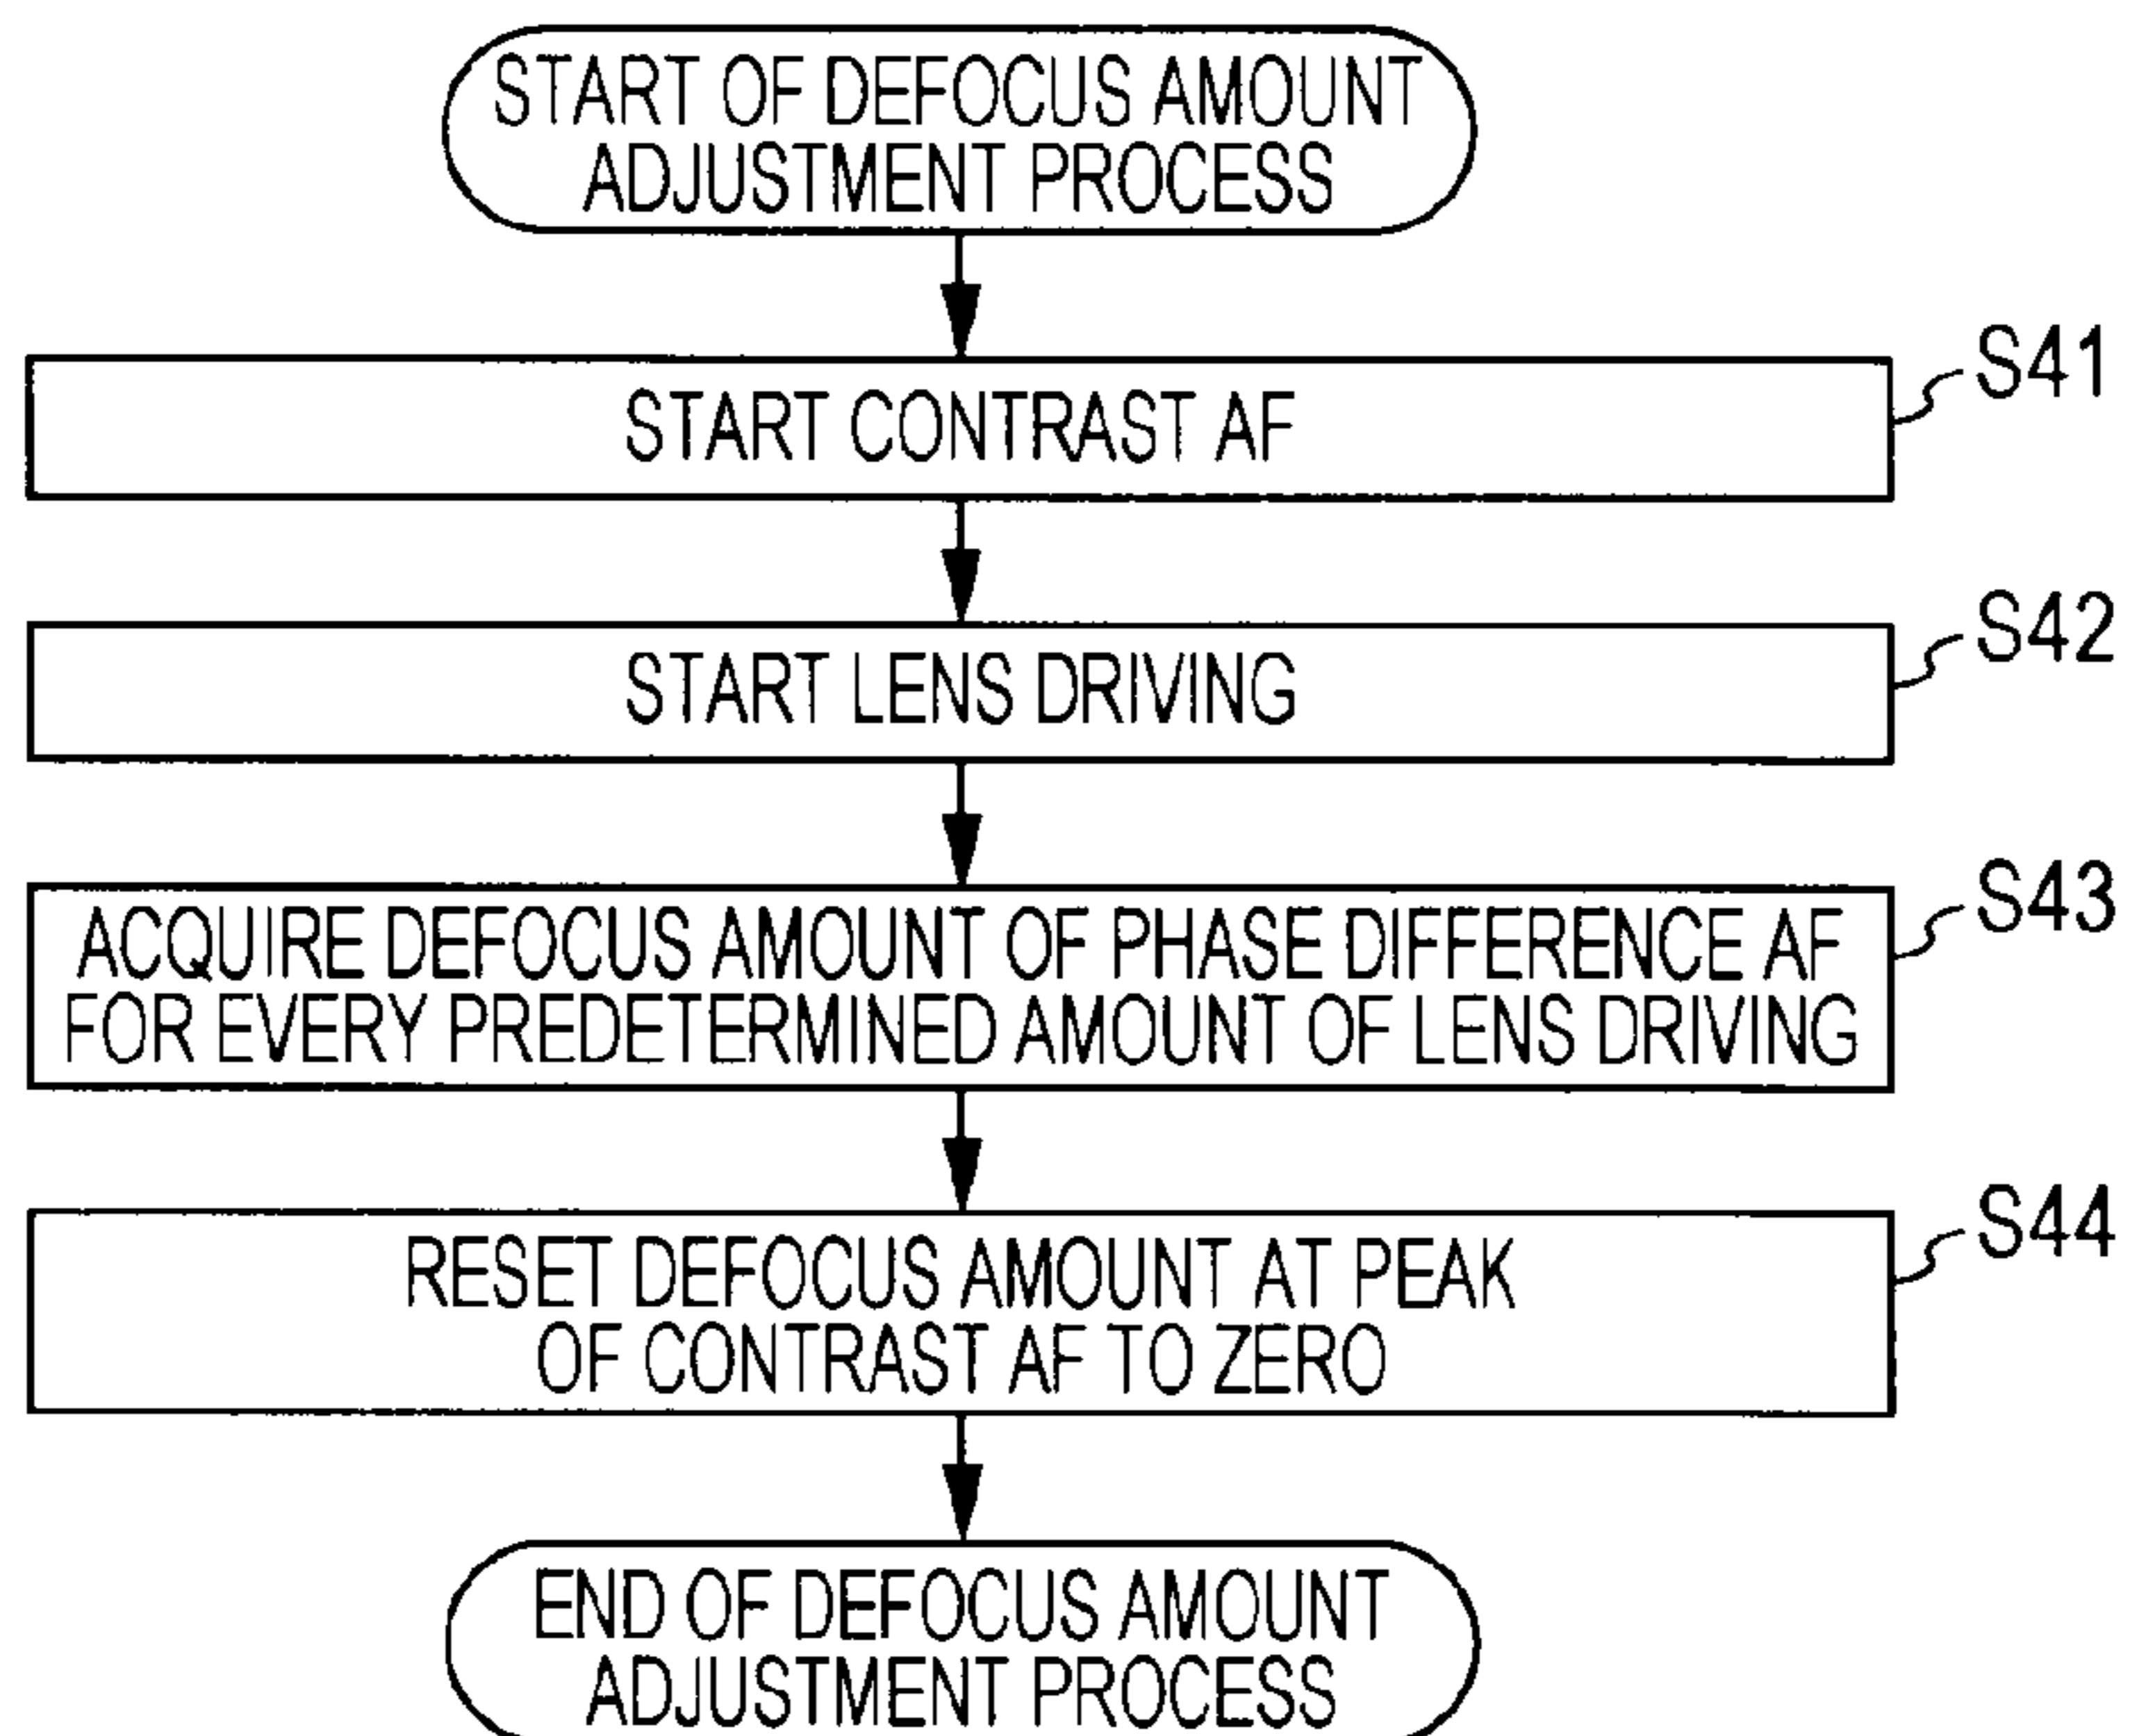 START OF DEFOCUS AMOUNT
ADJUSTMENT PROCESS
START CONTRAST AF
S41
START LENS DRIVING
S42
ACQUIRE DEFOCUS AMOUNT OF PHASE DIFFERENCE AF
FOR EVERY PREDETERMINED AMOUNT OF LENS DRIVING
S43
RESET DEFOCUS AMOUNT AT PEAK
OF CONTRAST AF TO ZERO
S44
END OF DEFOCUS AMOUNT
ADJUSTMENT PROCESS